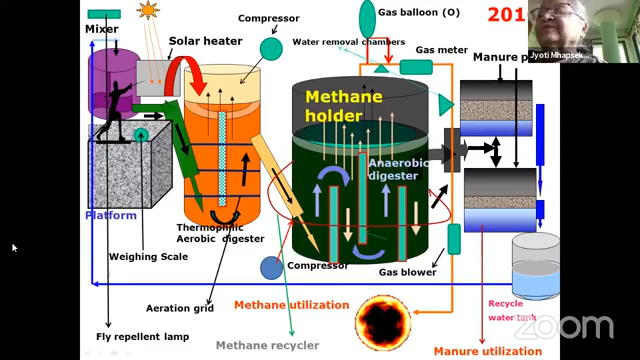 Compressor
Gas balloon (O)
201
Mixer
Solar heater
Water removal chambers
Gas meter
Manure p
Jyoti Mhapsek...
Methane
holder
Anaerobic
digester
Platform
Thermophilic
Aerobic digester
Weighing Scale
Compressor
Gas blower
Aeration grid
Methane utilization
Recycle
water tank
Fly repellent lamp
Methane recycler
Manure utilization
zoom